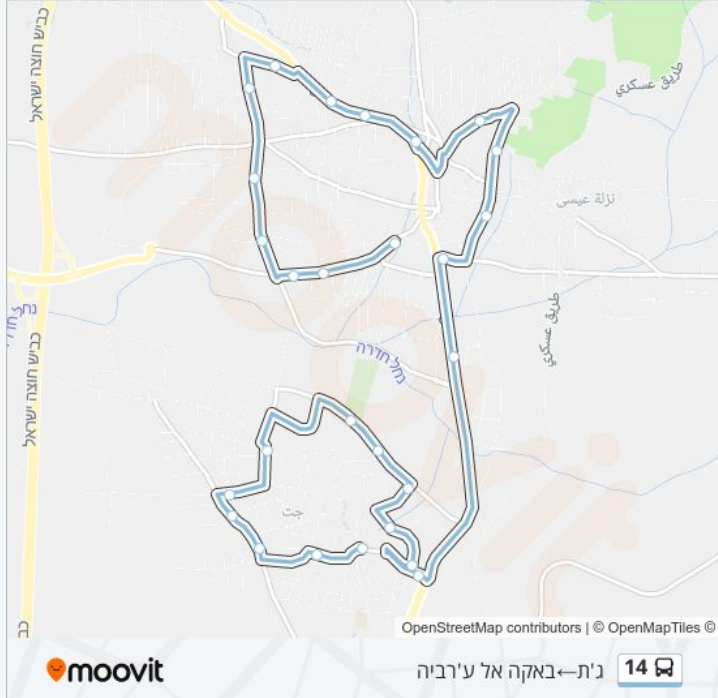 כביש חוצה ישראל
طريق عسكري
نزلة عيسى
طريق عسكري
נחל חדרה
כביש חוצה ישראל
جت
OpenStreetMap contributors | © OpenMapTiles ©
moovit
ג'ת←באקה אל ע'רביה
14